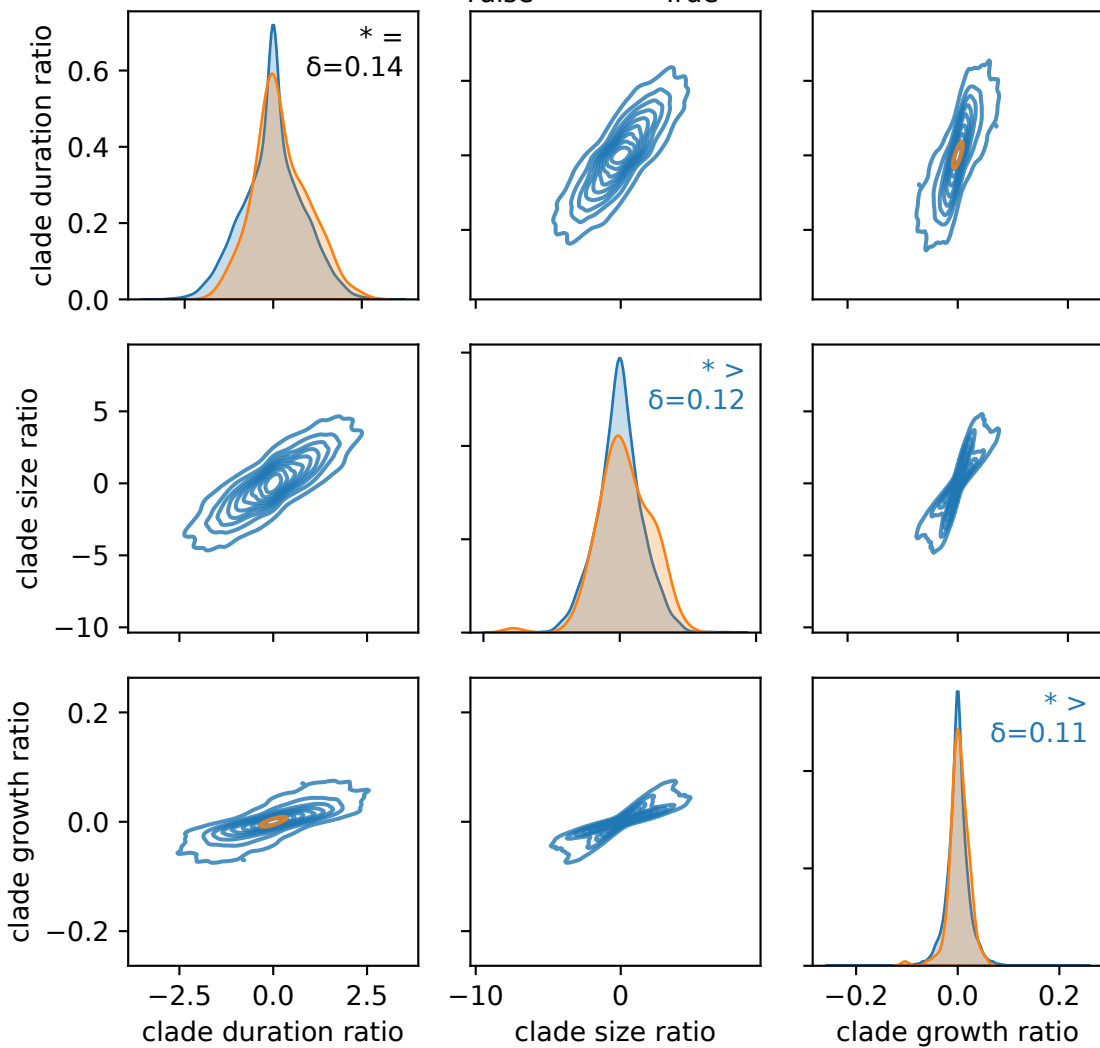 True
clade duration ratio
0.6
0.4
0.2
0.0
* =
δ=0.14
clade size ratio
5
0
−5
−10
* >
δ=0.12
clade growth ratio
0.2
0.0
−0.2
* >
δ=0.11
−2.5
0.0
2.5
−10
0
−0.2
0.0
0.2
clade duration ratio
clade size ratio
clade growth ratio